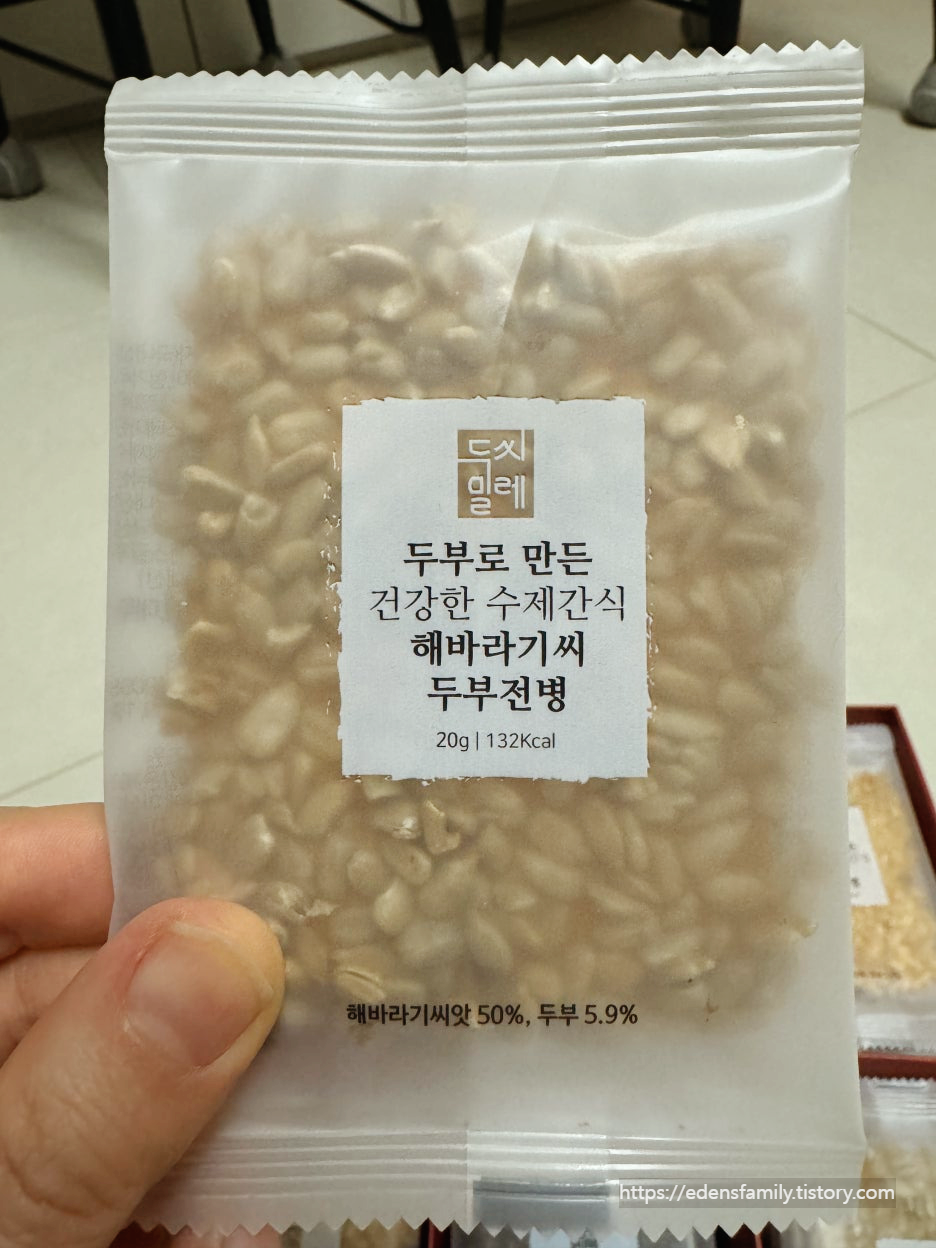 두씨
밀레
두부로 만든
건강한 수제간식
해바라기씨
두부전병
20g | 132Kcal
해바라기씨앗 50%, 두부 5.9%
https://edensfamily.tistory.com